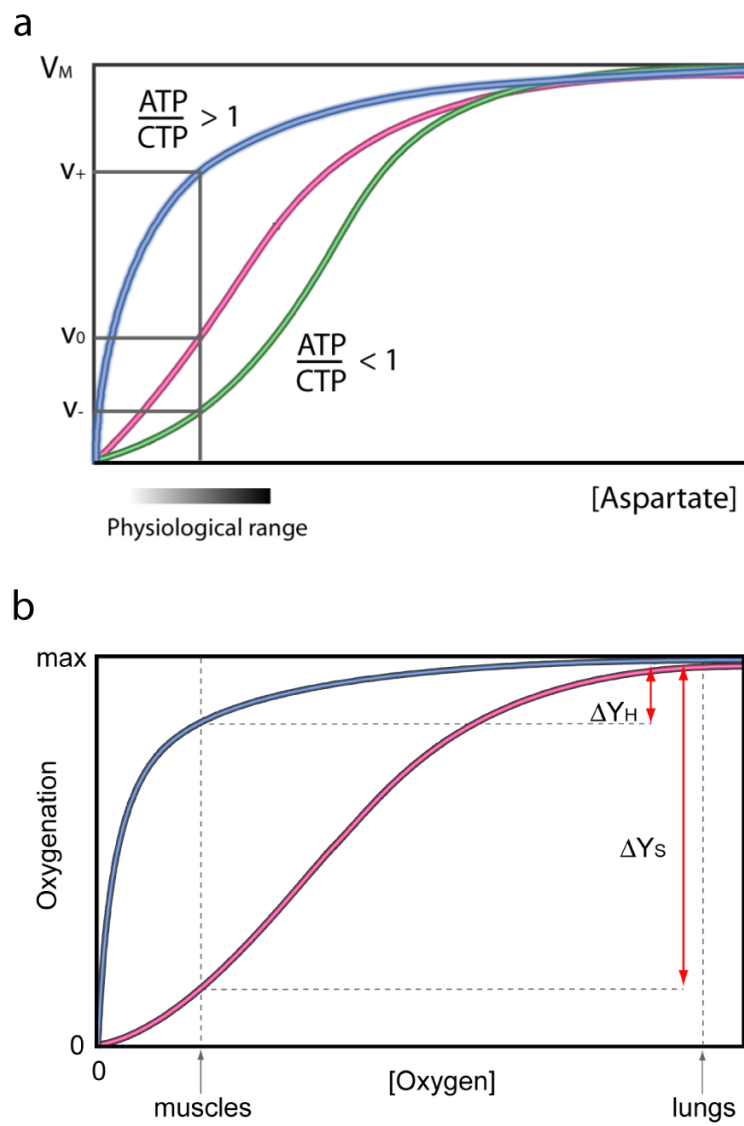 a
VM
ATP
CTP > 1
V+
V0
ATP
CTP < 1
V-
[Aspartate]
Physiological range
b
max
ΔYH
Oxygenation
ΔYS
0
0
[Oxygen]
muscles
lungs